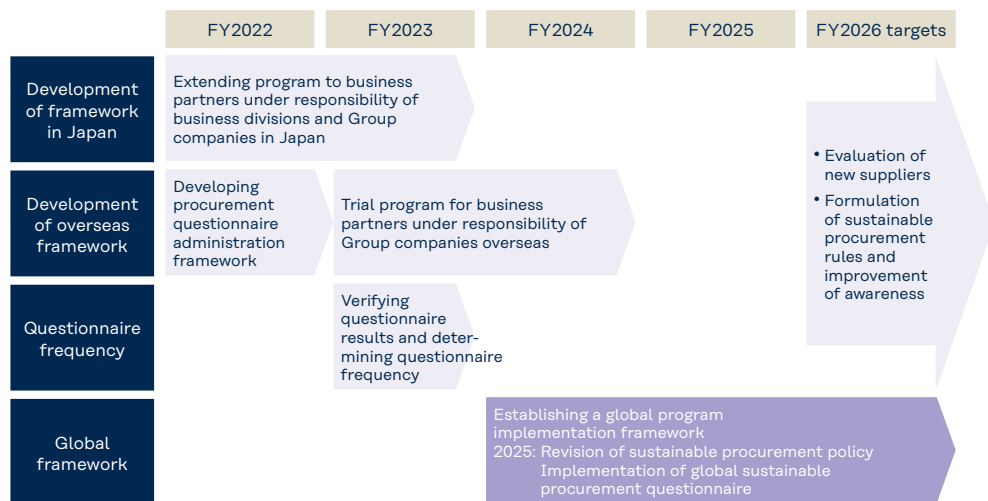 FY2022
FY2023
FY2024
FY2025
FY2026 targets
Development
of framework
in Japan
Extending program to business
partners under responsibility of
business divisions and Group
companies in Japan
Development
of overseas
framework
Developing
procurement
questionnaire
administration
framework
Trial program for business
partners under responsibility of
Group companies overseas
Questionnaire
frequency
Verifying
questionnaire
results and deter-
mining questionnaire
frequency
• Evaluation of
new suppliers
• Formulation
of sustainable
procurement
rules and
improvement
of awareness
Global
framework
Establishing a global program
implementation framework
2025: Revision of sustainable procurement policy
Implementation of global sustainable
procurement questionnaire